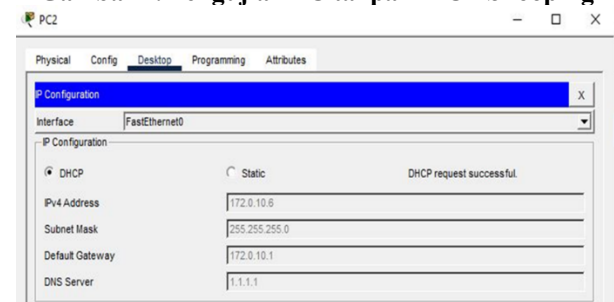 PC2
Physical Config Desktop Programming Attributes
IP Configuration X
Interface FastEthernet0
IP Configuration
DHCP Static DHCP request successful.
IPv4 Address 172.0.10.6
Subnet Mask 255.255.255.0
Default Gateway 172.0.10.1
DNS Server 1.1.1.1